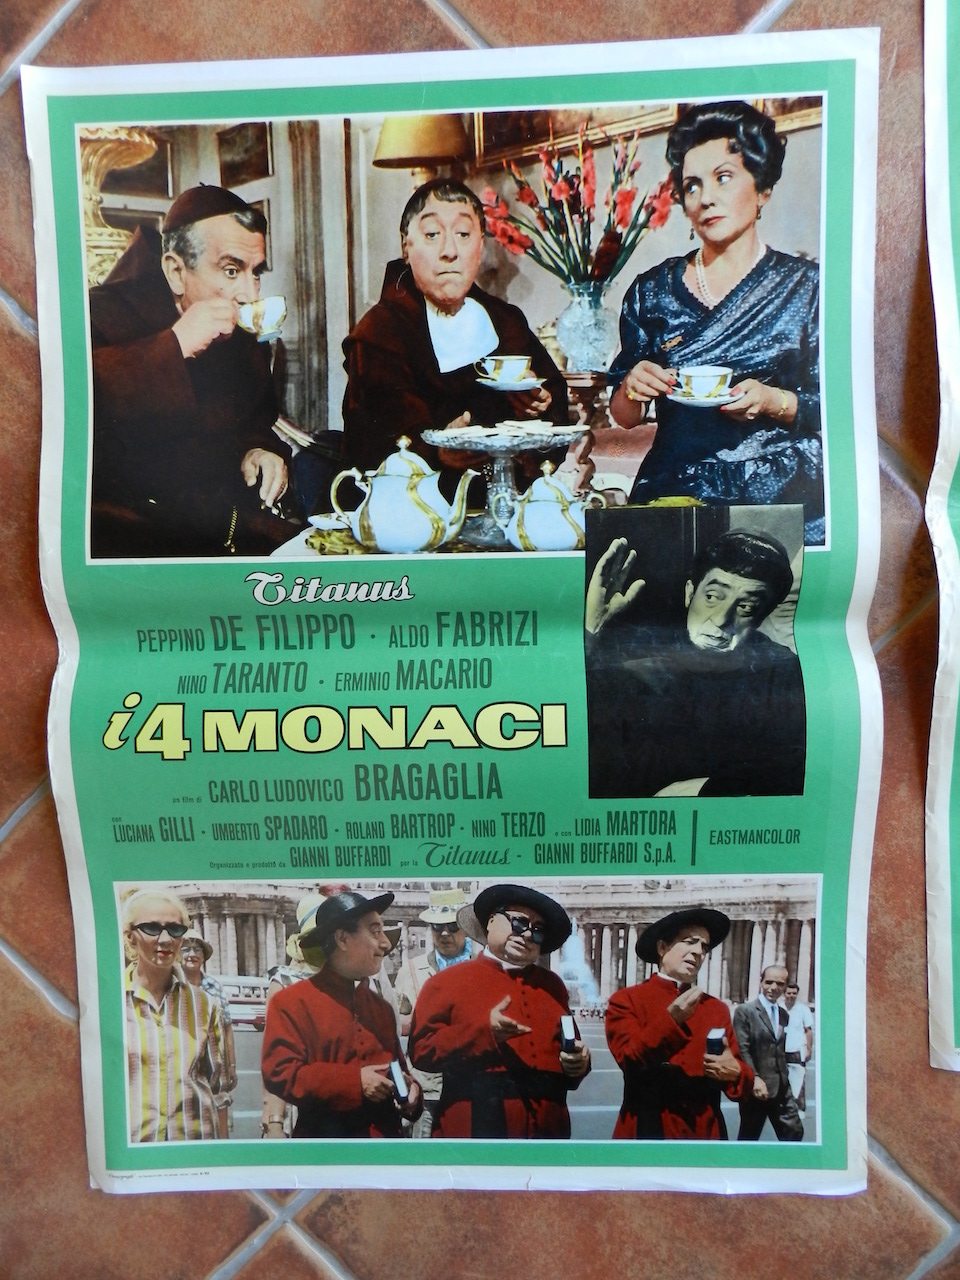 Titanus
PEPPINO DE FILIPPO · ALDO FABRIZI
NINO TARANTO · ERMINIO MACARIO
i 4 MONACI
un film di CARLO LUDOVICO BRAGAGLIA
con LUCIANA GILLI · UMBERTO SPADARO · ROLAND BARTROP · NINO TERZO e con LIDIA MARTORA
EASTMANCOLOR
Organizzato e prodotto da GIANNI BUFFARDI per la Titanus - GIANNI BUFFARDI S.p.A.